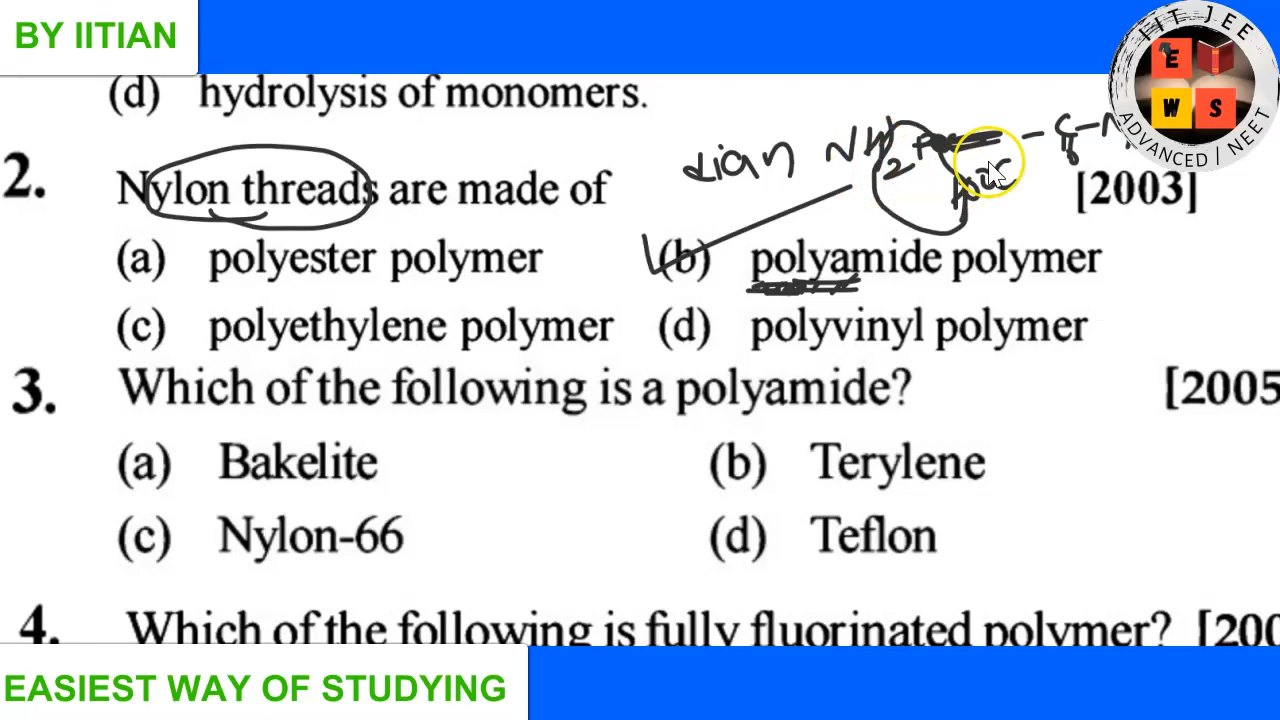 BY IITIAN
IIT JEE
E
W S
ADVANCED | NEET
(d) hydrolysis of monomers.
NH2 - C - N
2. Nylon threads are made of [2003]
(a) polyester polymer (b) polyamide polymer
(c) polyethylene polymer (d) polyvinyl polymer
3. Which of the following is a polyamide? [2005
(a) Bakelite (b) Terylene
(c) Nylon-66 (d) Teflon
4. Which of the following is fully fluorinated polymer? [200
EASIEST WAY OF STUDYING